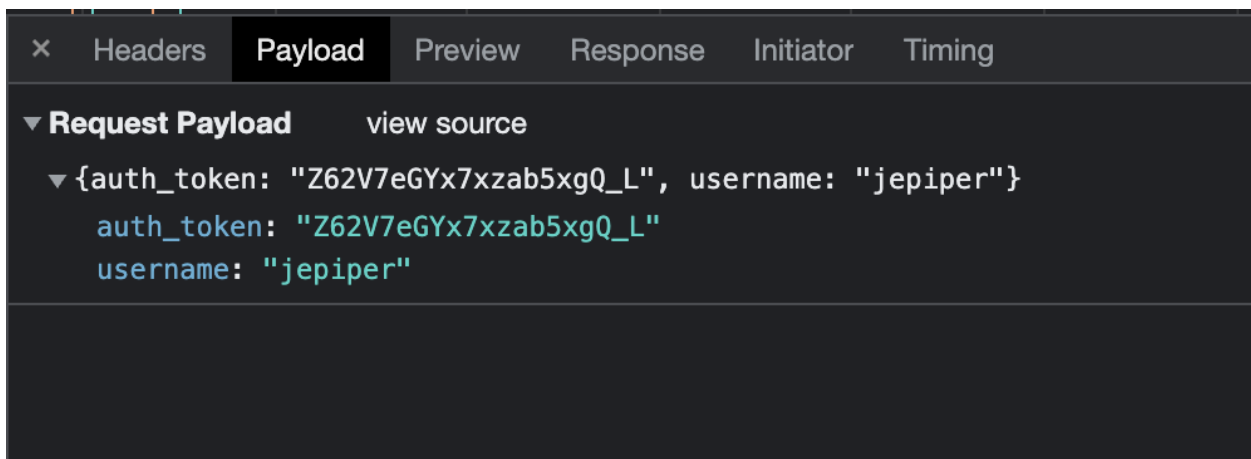 × Headers Payload Preview Response Initiator Timing
▼ Request Payload view source
▼ {auth_token: "Z62V7eGYx7xzab5xgQ_L", username: "jepiper"}
auth_token: "Z62V7eGYx7xzab5xgQ_L"
username: "jepiper"